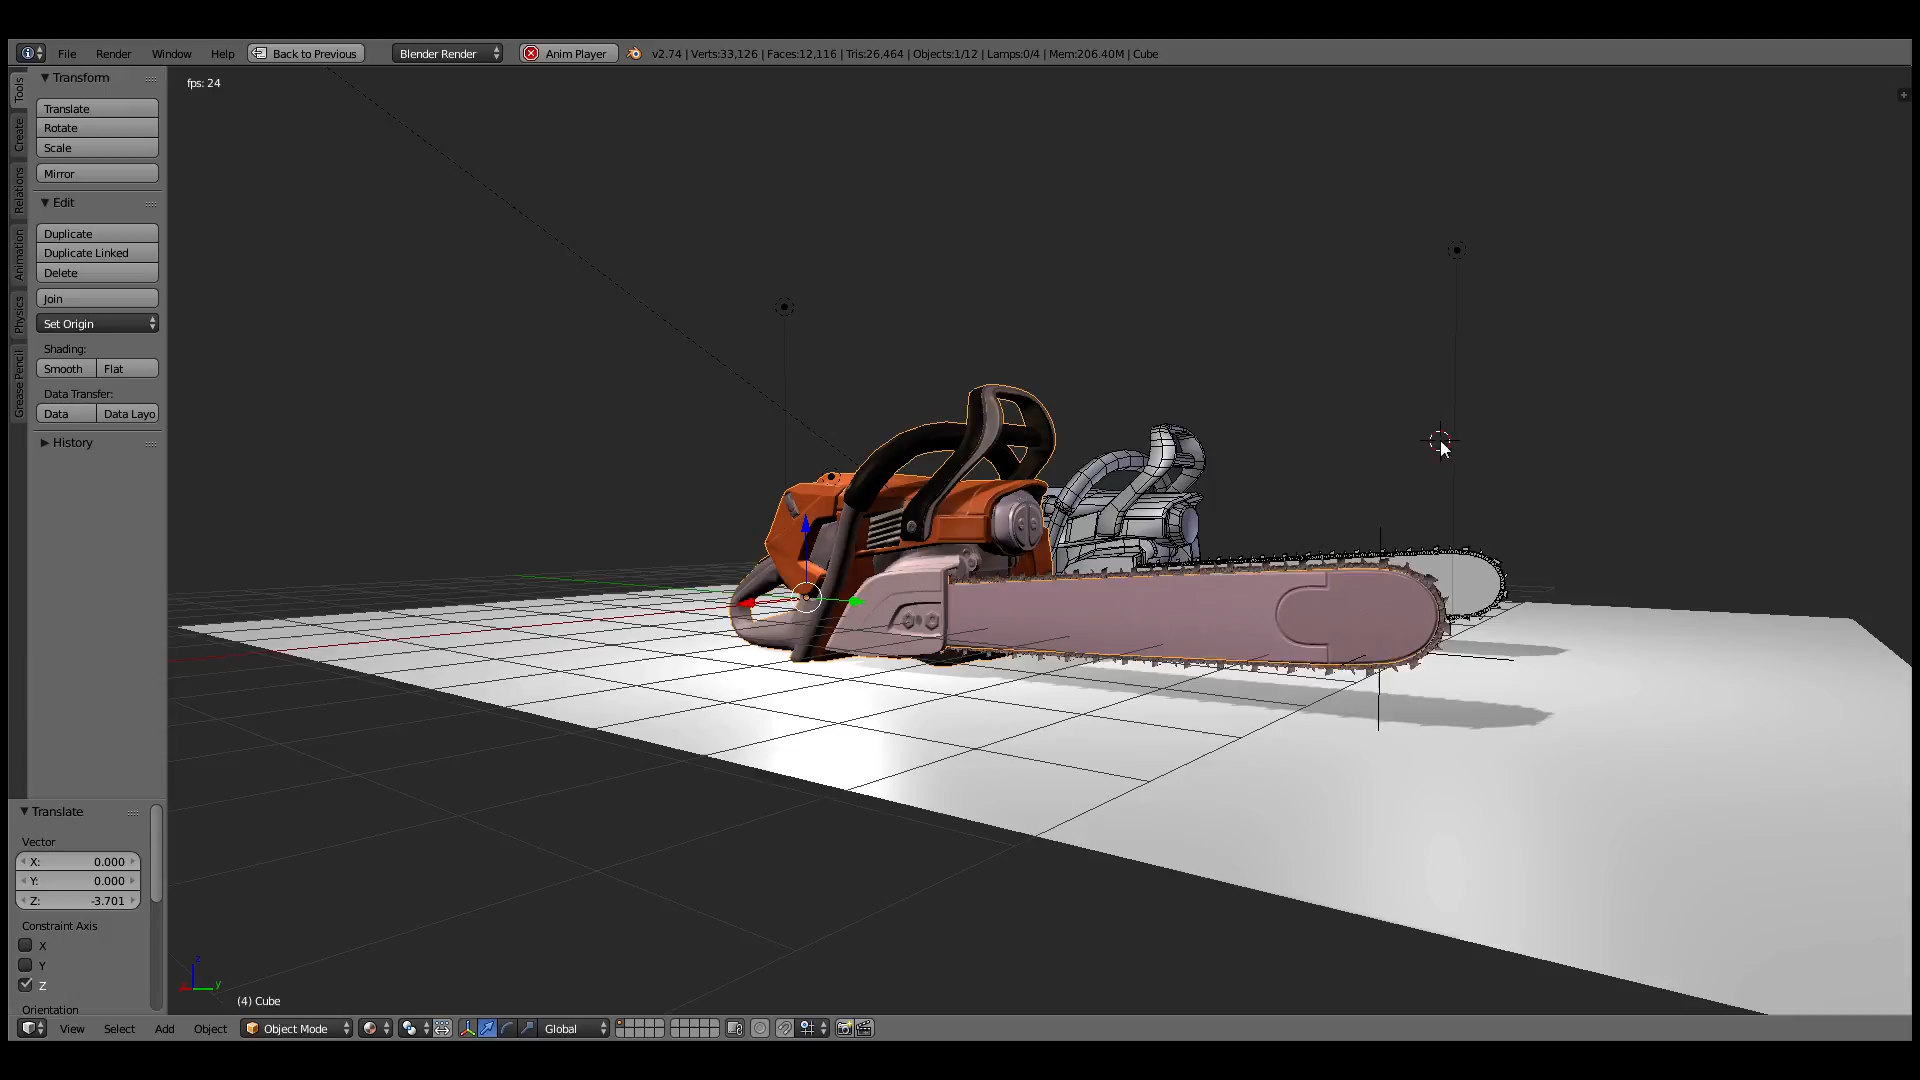 File Render Window Help Back to Previous Blender Render Anim Player v2.74 | Verts:33,126 | Faces:12,116 | Tris:26,464 | Objects:1/12 | Lamps:0/4 | Mem:206.40M | Cube
fps: 24
Tools
Create
Relations
Animation
Physics
Grease Pencil
Transform
Translate
Rotate
Scale
Mirror
Edit
Duplicate
Duplicate Linked
Delete
Join
Set Origin
Shading:
Smooth Flat
Data Transfer:
Data Data Layo
History
Translate
Vector
X: 0.000
Y: 0.000
Z: -3.701
Constraint Axis
X
Y
Z
Orientation
z
y
(4) Cube
View Select Add Object Object Mode Global